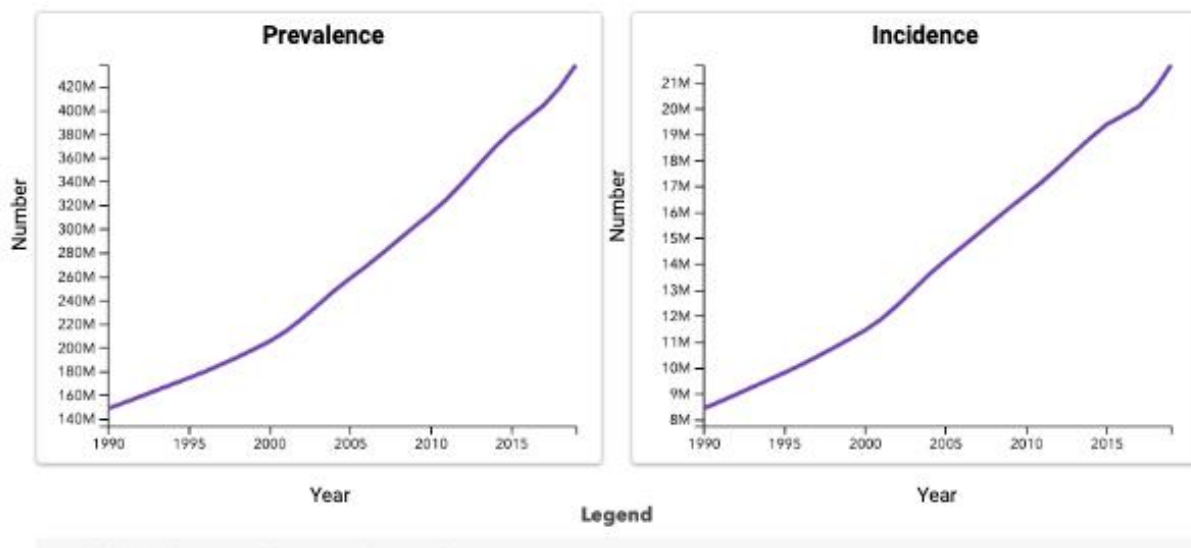 Prevalence
Number
420M
400M
380M
360M
340M
320M
300M
280M
260M
240M
220M
200M
180M
160M
140M
1990 1995 2000 2005 2010 2015
Year
Incidence
Number
21M
20M
19M
18M
17M
16M
15M
14M
13M
12M
11M
10M
9M
8M
1990 1995 2000 2005 2010 2015
Year
Legend